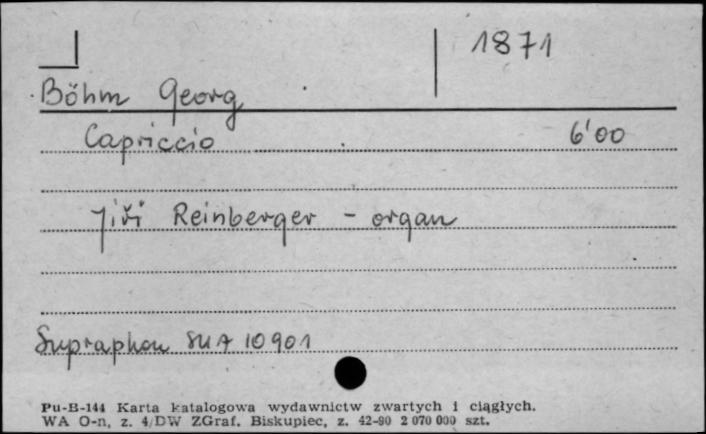 1871
Böhm Georg
Capriccio 6'00
Jiři Reinberger - organ
Supraphon SUA 10901
Pu-B-144 Karta katalogowa wydawnictw zwartych i ciągłych.
WA O-n, z. 4/DW ZGraf. Biskupiec, z. 42-90 2 070 000 szt.